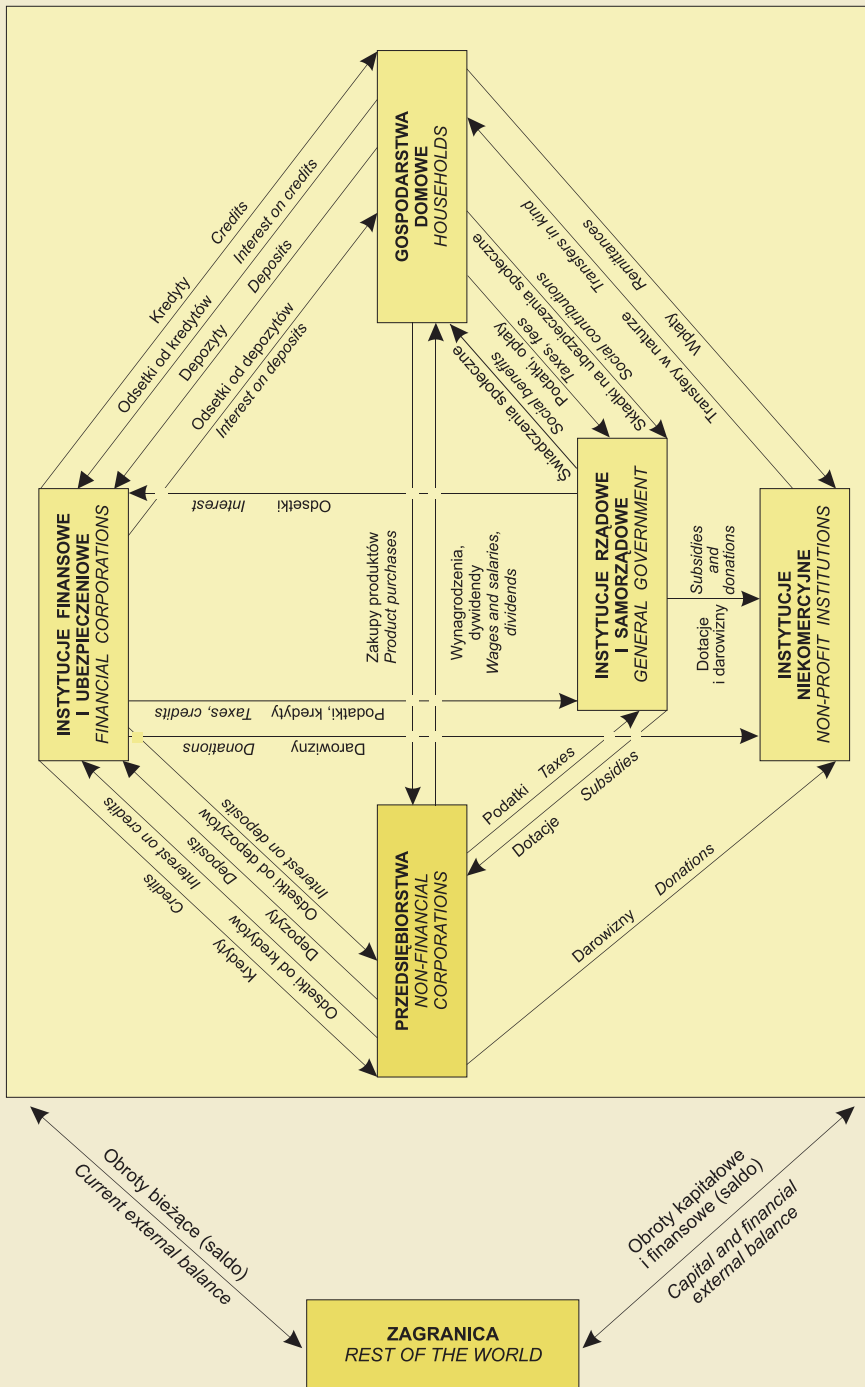 GOSPODARSTWA
DOMOWE
HOUSEHOLDS
Kredyty Credits
Odsetki od kredytów Interest on credits
Depozyty Deposits
Odsetki od depozytów
Interest on deposits
Wpłaty Remittances
Transfery w naturze Transfers in kind
Składki na ubezpieczenia społeczne
Social contributions
Podatki, opłaty
Taxes, fees
Świadczenia społeczne
Social benefits
INSTYTUCJE FINANSOWE
I UBEZPIECZENIOWE
FINANCIAL CORPORATIONS
Odsetki Interest
Zakupy produktów
Product purchases
Wynagrodzenia,
dywidendy
Wages and salaries,
dividends
INSTYTUCJE RZĄDOWE
I SAMORZĄDOWE
GENERAL GOVERNMENT
Dotacje
i darowizny
Subsidies
and
donations
INSTYTUCJE
NIEKOMERCYJNE
NON-PROFIT INSTITUTIONS
Podatki, kredyty Taxes, credits
Darowizny Donations
Odsetki od depozytów
Interest on deposits
Depozyty Deposits
Odsetki od kredytów Interest on credits
Kredyty Credits
PRZEDSIĘBIORSTWA
NON-FINANCIAL
CORPORATIONS
Podatki Taxes
Dotacje Subsidies
Darowizny Donations
Obroty bieżące (saldo)
Current external balance
Obroty kapitałowe
i finansowe (saldo)
Capital and financial
external balance
ZAGRANICA
REST OF THE WORLD